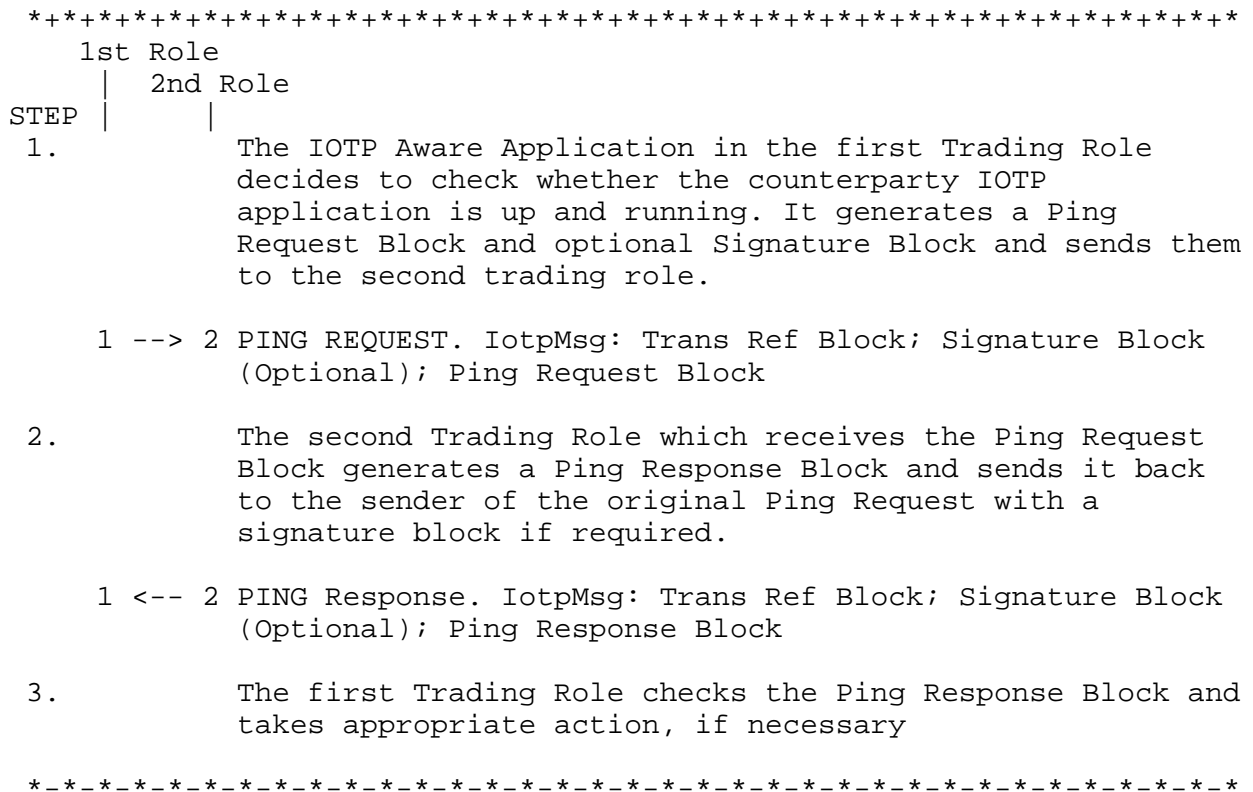 *+*+*+*+*+*+*+*+*+*+*+*+*+*+*+*+*+*+*+*+*+*+*+*+*+*+*+*+*+*+*+*+*+*+*
1st Role
| 2nd Role
STEP | |
1. The IOTP Aware Application in the first Trading Role
decides to check whether the counterparty IOTP
application is up and running. It generates a Ping
Request Block and optional Signature Block and sends them
to the second trading role.
1 --> 2 PING REQUEST. IotpMsg: Trans Ref Block; Signature Block
(Optional); Ping Request Block
2. The second Trading Role which receives the Ping Request
Block generates a Ping Response Block and sends it back
to the sender of the original Ping Request with a
signature block if required.
1 <-- 2 PING Response. IotpMsg: Trans Ref Block; Signature Block
(Optional); Ping Response Block
3. The first Trading Role checks the Ping Response Block and
takes appropriate action, if necessary
*-*-*-*-*-*-*-*-*-*-*-*-*-*-*-*-*-*-*-*-*-*-*-*-*-*-*-*-*-*-*-*-*-*-*